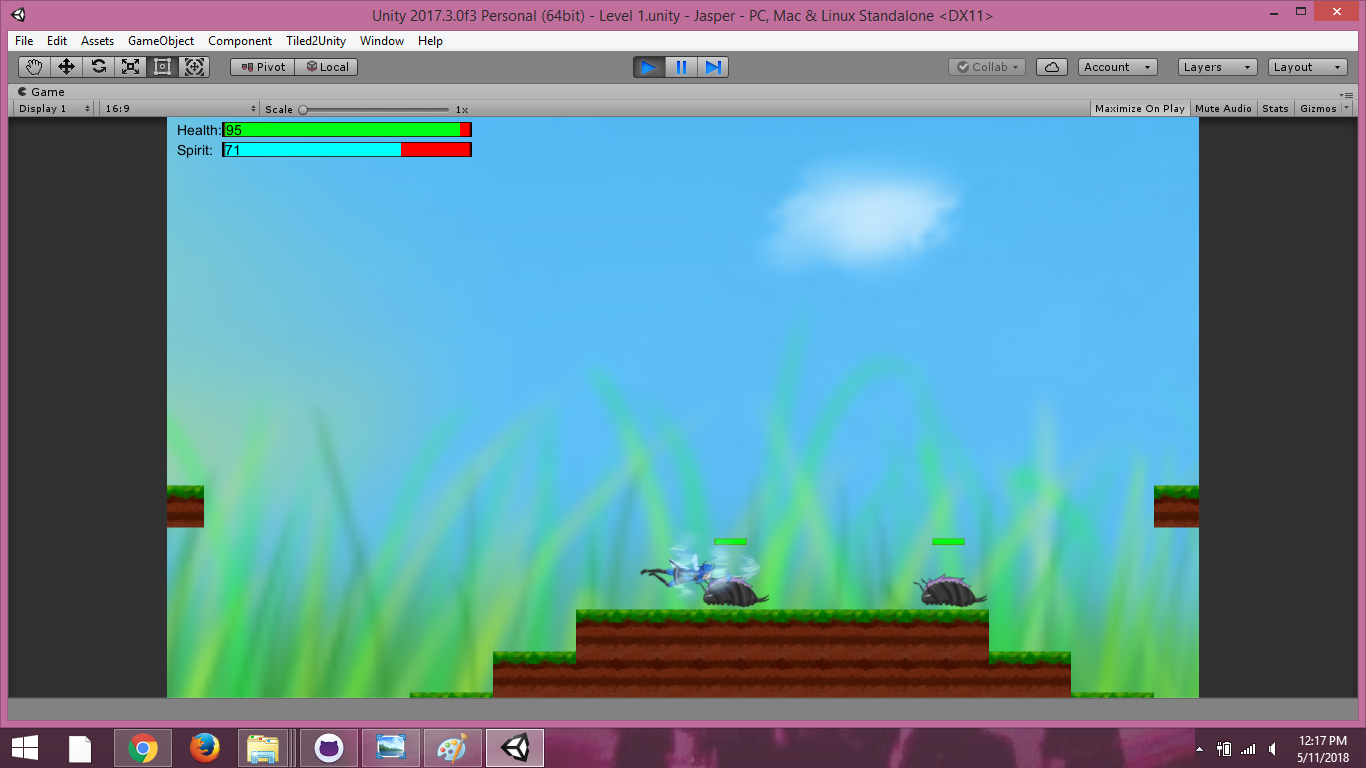 Unity 2017.3.0f3 Personal (64bit) - Level 1.unity - Jasper - PC, Mac & Linux Standalone <DX11>
File Edit Assets GameObject Component Tiled2Unity Window Help
Pivot Local Collab Account Layers Layout
Game
Display 1 16:9 Scale 1x Maximize On Play Mute Audio Stats Gizmos
Health: 95
Spirit: 71
12:17 PM
5/11/2018